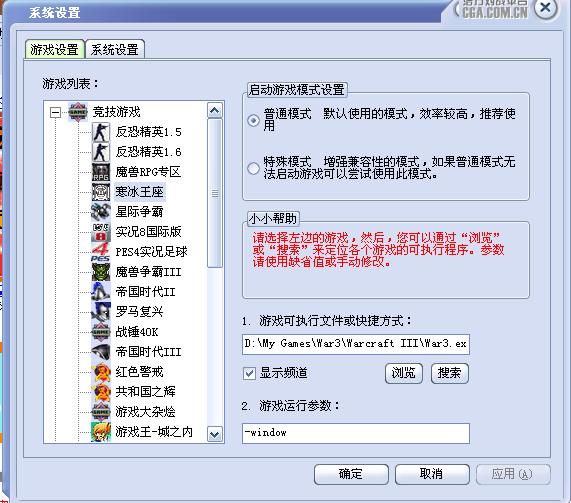 系统设置
浩方对战平台
CGA.COM.CN
游戏设置
系统设置
游戏列表：
竞技游戏
反恐精英1.5
反恐精英1.6
魔兽RPG专区
寒冰王座
星际争霸
实况8国际版
PES4实况足球
魔兽争霸III
帝国时代II
罗马复兴
战锤40K
帝国时代III
红色警戒
共和国之辉
游戏大杂烩
游戏王-城之内
启动游戏模式设置
普通模式 默认使用的模式，效率较高，推荐使
用
特殊模式 增强兼容性的模式，如果普通模式无
法启动游戏可以尝试使用此模式。
小小帮助
请选择左边的游戏，然后，您可以通过“浏览”
或“搜索”来定位各个游戏的可执行程序。参数
请使用缺省值或手动修改。
1. 游戏可执行文件或快捷方式：
D:\My Games\War3\Warcraft III\War3.ex
显示频道
浏览
搜索
2. 游戏运行参数：
-window
确定
取消
应用(A)